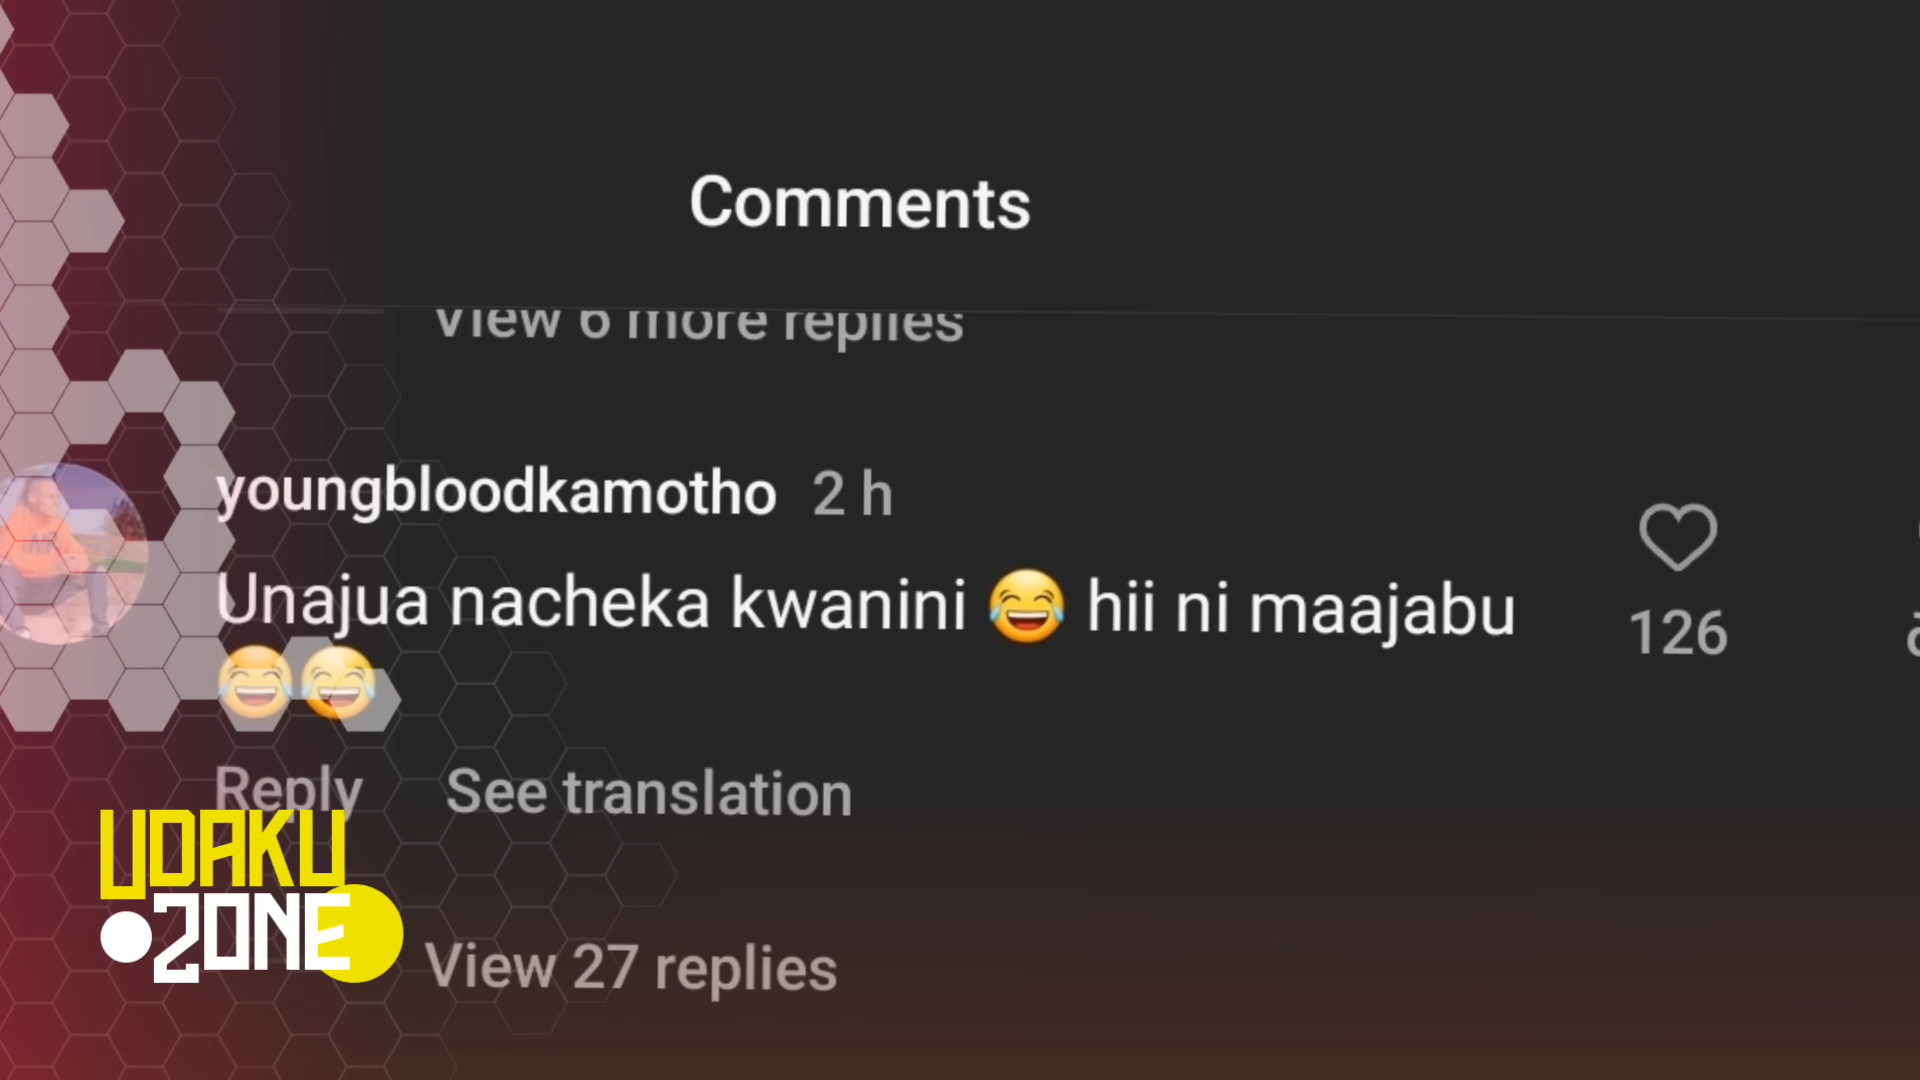 Comments
View 6 more replies
youngbloodkamotho 2 h
Unajua nacheka kwanini 😂 hii ni maajabu
😂😂
126
Reply See translation
UDAKU
ZONE
View 27 replies